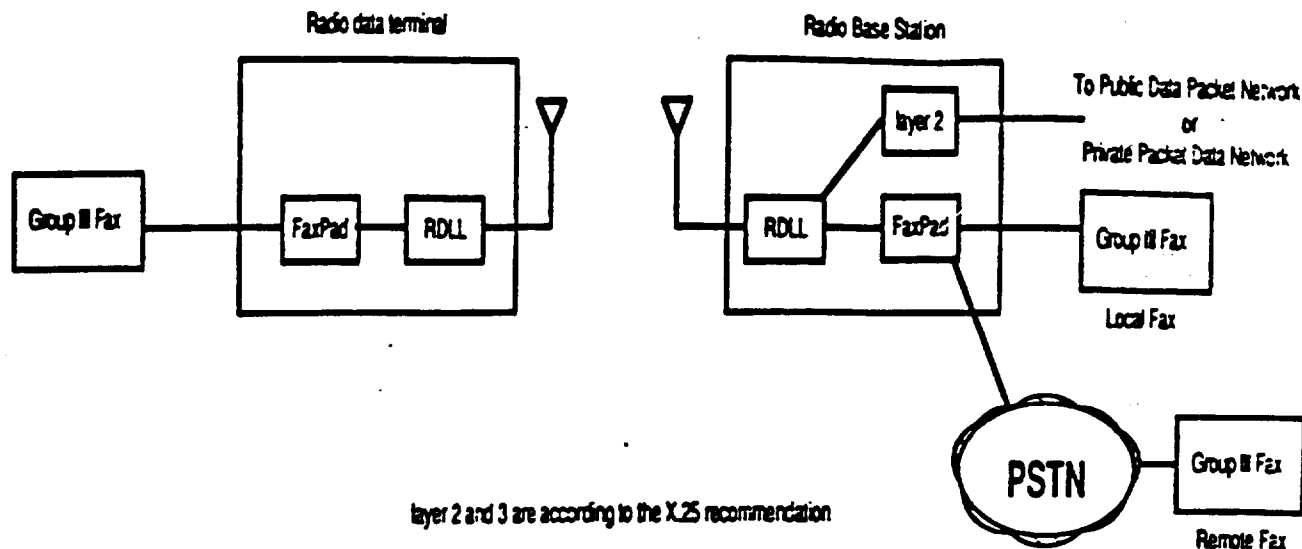 Radio data terminal
Radio Base Station
To Public Data Packet Network
or
Private Packet Data Network
layer 2
Group III Fax
FaxPad
RDLL
RDLL
FaxPad
Group III Fax
Local Fax
PSTN
Group III Fax
Remote Fax
layer 2 and 3 are according to the X.25 recommendation